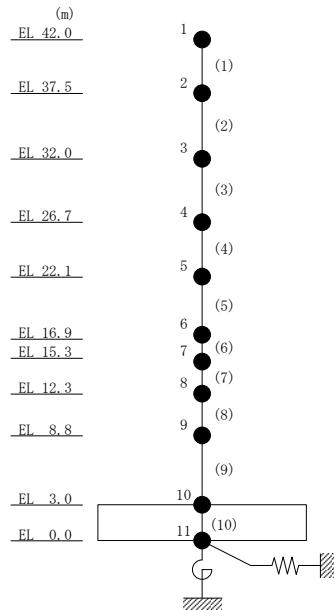 (m)
EL 42.0 1
(1)
EL 37.5 2
(2)
EL 32.0 3
(3)
EL 26.7 4
(4)
EL 22.1 5
(5)
EL 16.9 6
(6)
EL 15.3 7
(7)
EL 12.3 8
(8)
EL 8.8 9
(9)
EL 3.0 10
(10)
EL 0.0 11